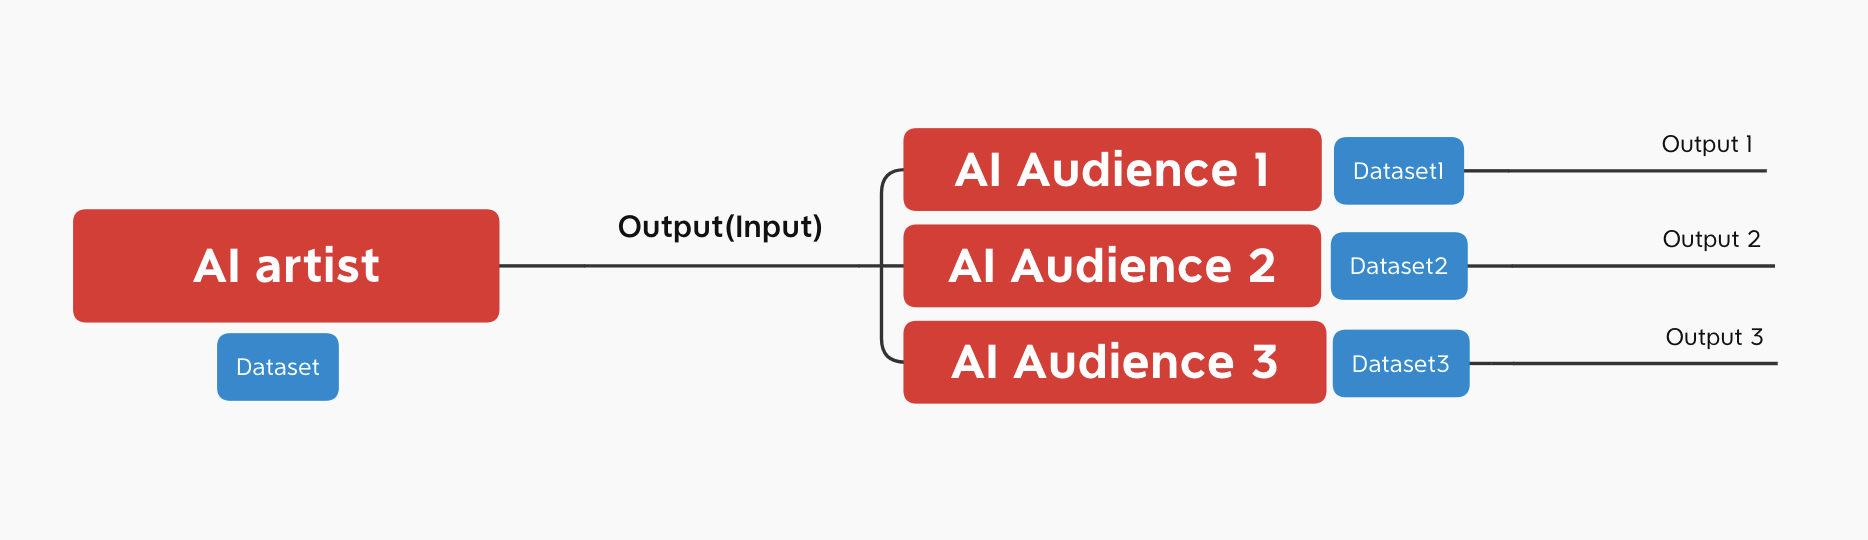 AI artist
Dataset
Output(Input)
AI Audience 1
Dataset1
Output 1
AI Audience 2
Dataset2
Output 2
AI Audience 3
Dataset3
Output 3